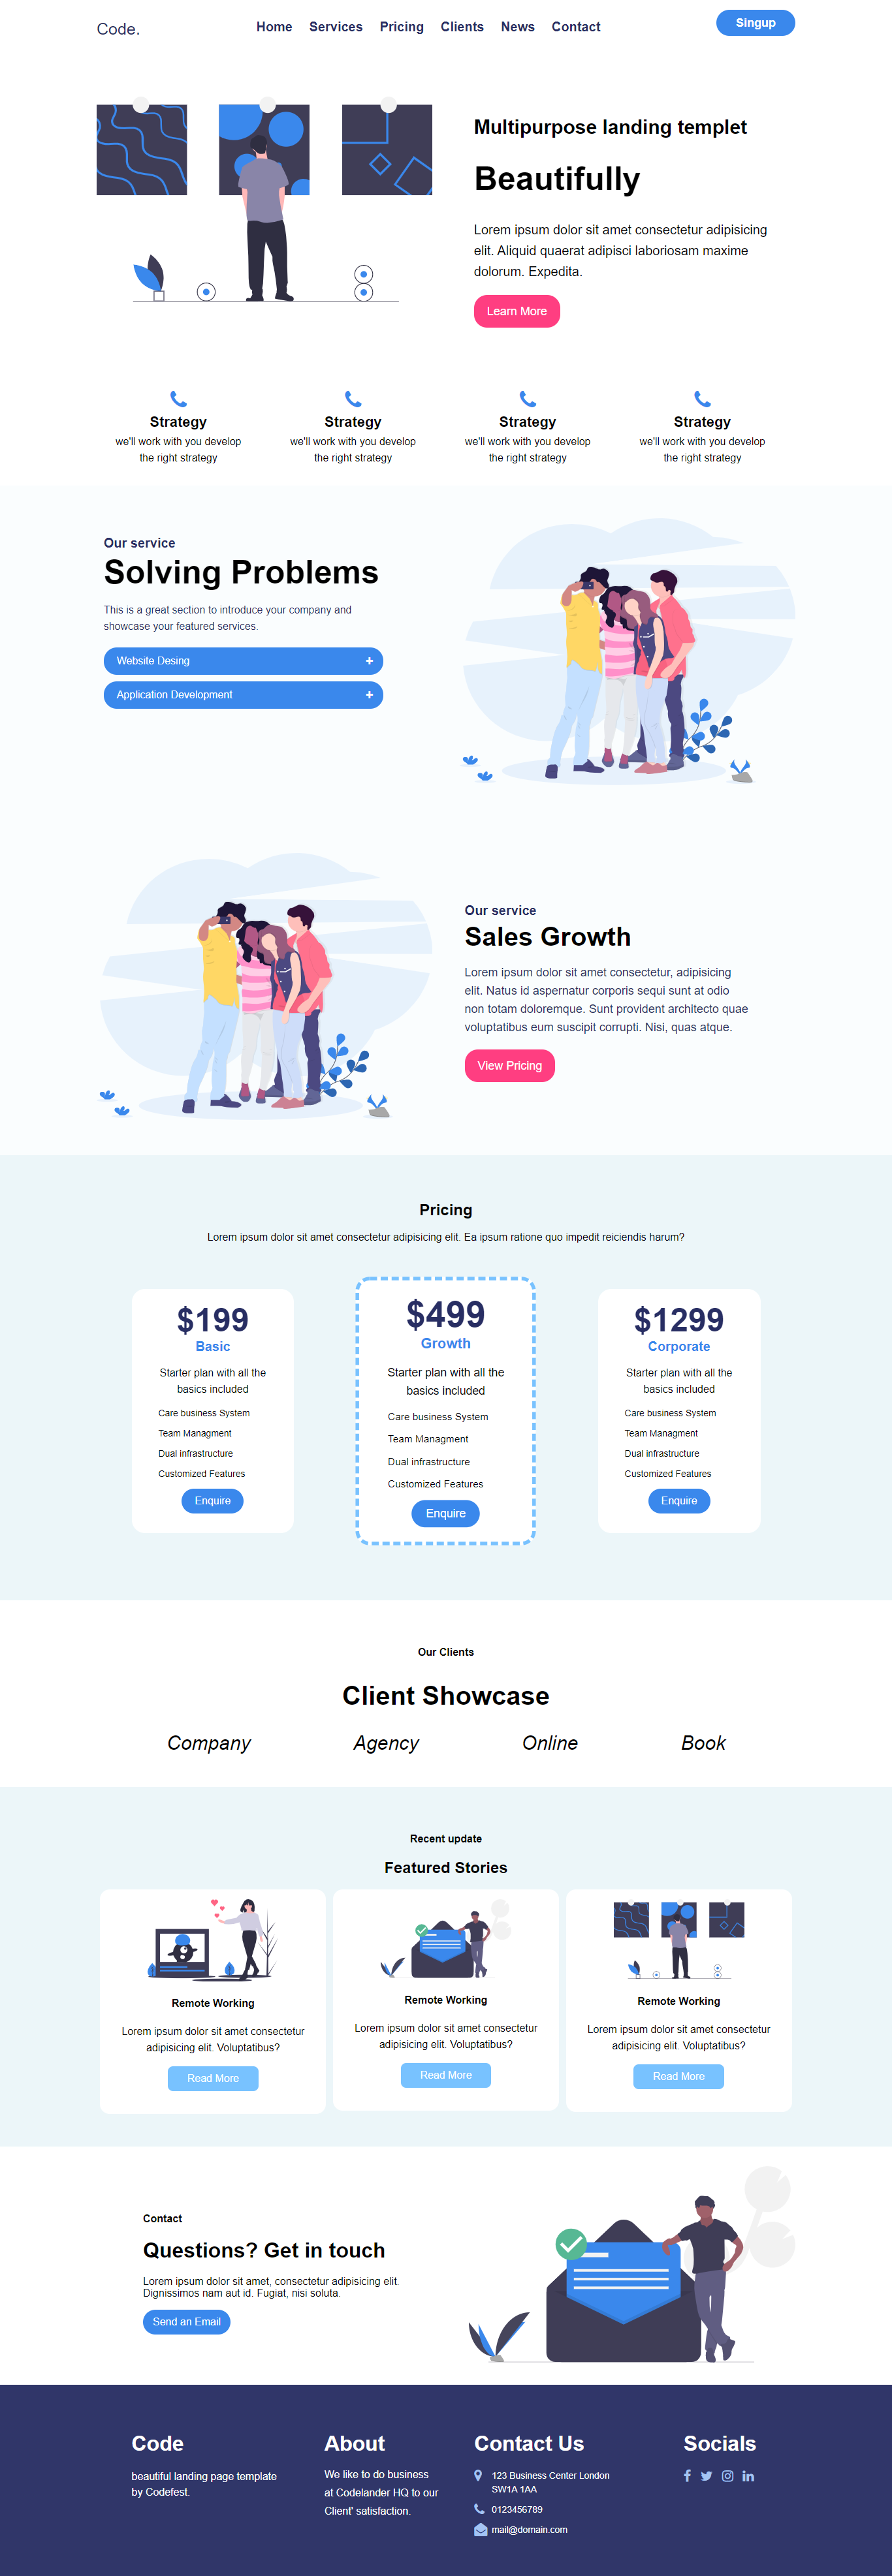 Code.
Home Services Pricing Clients News Contact
Singup
Multipurpose landing templet
Beautifully
Lorem ipsum dolor sit amet consectetur adipisicing
elit. Aliquid quaerat adipisci laboriosam maxime
dolorum. Expedita.
Learn More
Strategy
we'll work with you develop
the right strategy
Strategy
we'll work with you develop
the right strategy
Strategy
we'll work with you develop
the right strategy
Strategy
we'll work with you develop
the right strategy
Our service
Solving Problems
This is a great section to introduce your company and
showcase your featured services.
Website Desing
Application Development
Our service
Sales Growth
Lorem ipsum dolor sit amet consectetur, adipisicing
elit. Natus id aspernatur corporis sequi sunt at odio
non totam doloremque. Sunt provident architecto quae
voluptatibus eum suscipit corrupti. Nisi, quas atque.
View Pricing
Pricing
Lorem ipsum dolor sit amet consectetur adipisicing elit. Ea ipsum ratione quo impedit reiciendis harum?
$199
Basic
Starter plan with all the
basics included
Care business System
Team Managment
Dual infrastructure
Customized Features
Enquire
$499
Growth
Starter plan with all the
basics included
Care business System
Team Managment
Dual infrastructure
Customized Features
Enquire
$1299
Corporate
Starter plan with all the
basics included
Care business System
Team Managment
Dual infrastructure
Customized Features
Enquire
Our Clients
Client Showcase
Company Agency Online Book
Recent update
Featured Stories
Remote Working
Lorem ipsum dolor sit amet consectetur
adipisicing elit. Voluptatibus?
Read More
Remote Working
Lorem ipsum dolor sit amet consectetur
adipisicing elit. Voluptatibus?
Read More
Remote Working
Lorem ipsum dolor sit amet consectetur
adipisicing elit. Voluptatibus?
Read More
Contact
Questions? Get in touch
Lorem ipsum dolor sit amet, consectetur adipisicing elit.
Dignissimos nam aut id. Fugiat, nisi soluta.
Send an Email
Code
beautiful landing page template
by Codefest.
About
We like to do business
at Codelander HQ to our
Client' satisfaction.
Contact Us
123 Business Center London
SW1A 1AA
0123456789
mail@domain.com
Socials